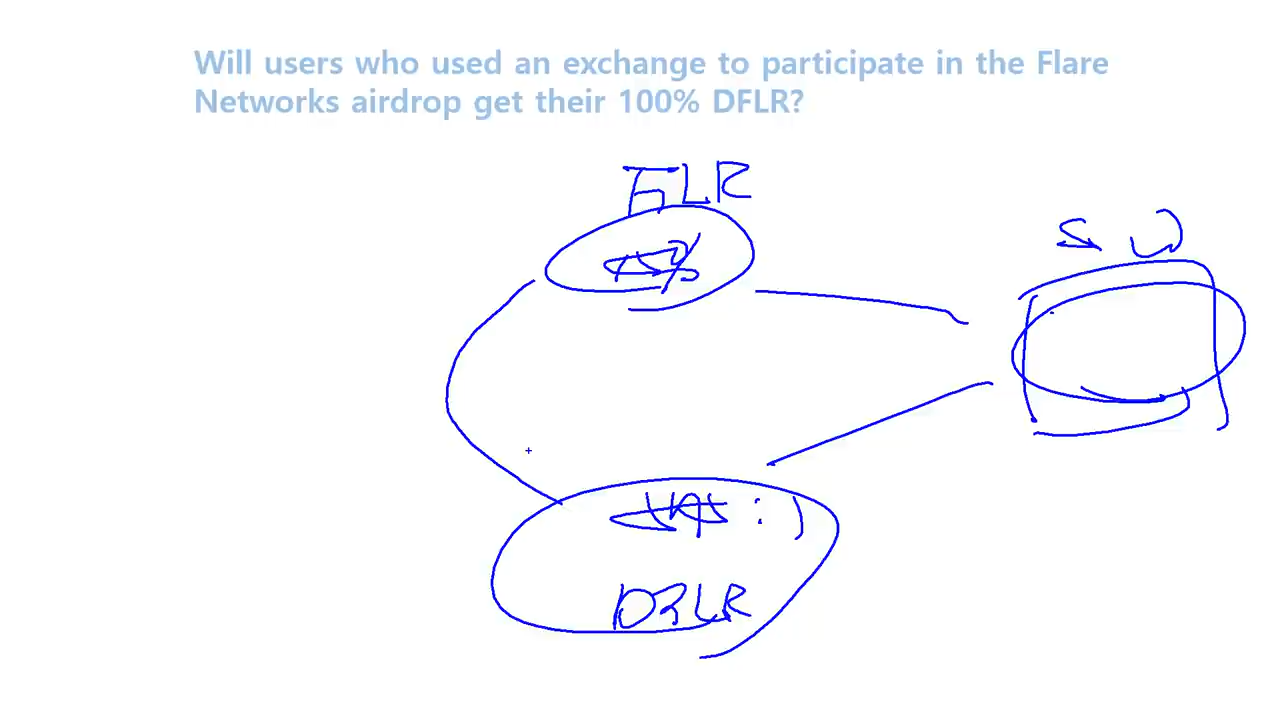 Will users who used an exchange to participate in the Flare
Networks airdrop get their 100% DFLR?
FLR
DFLR